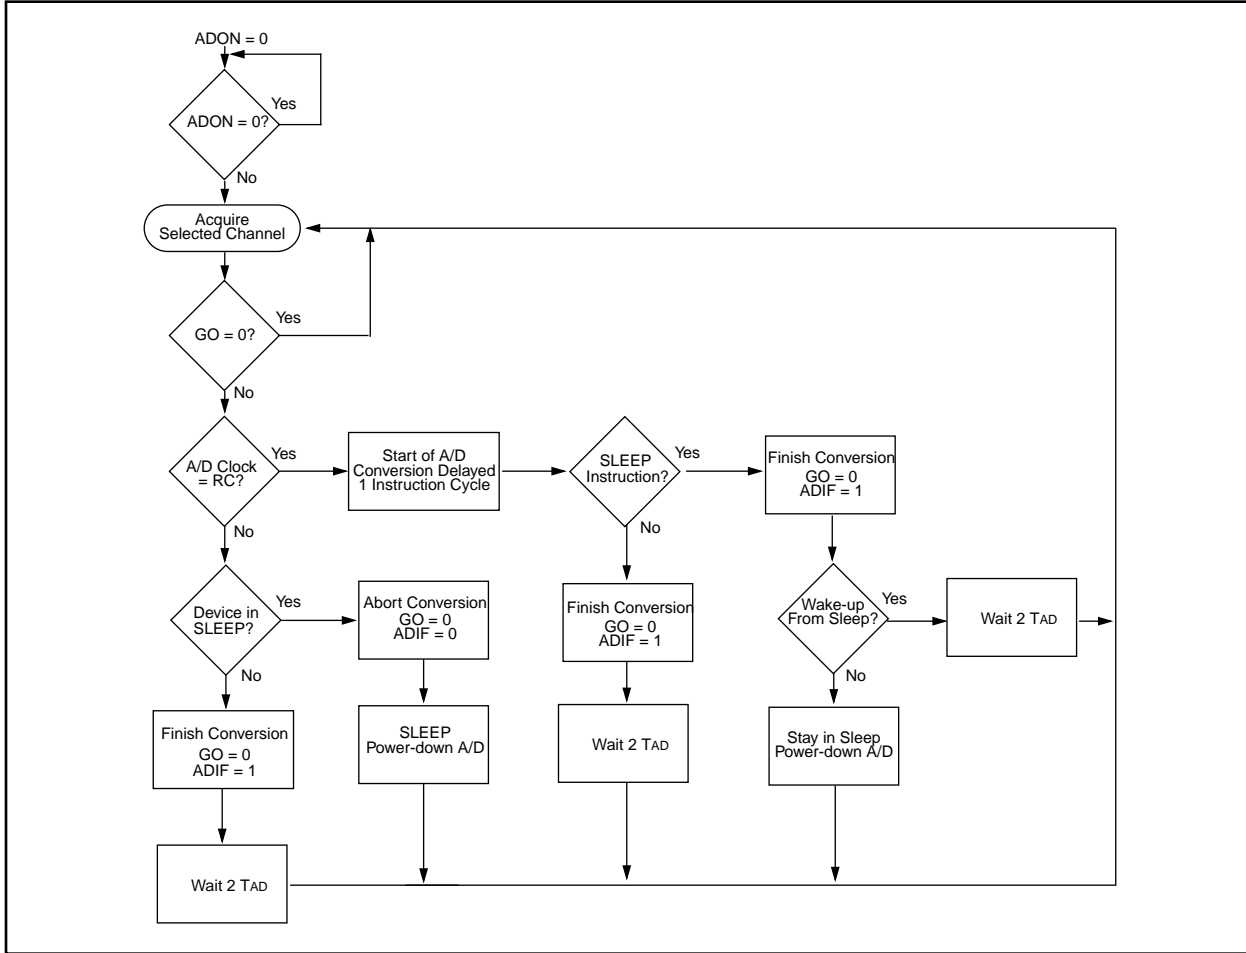 ADON = 0
Yes
ADON = 0?
No
Acquire
Selected Channel
Yes
GO = 0?
No
Yes
A/D Clock
= RC?
No
Start of A/D
Conversion Delayed
1 Instruction Cycle
SLEEP
Instruction?
Yes
No
Finish Conversion
GO = 0
ADIF = 1
Device in
SLEEP?
Yes
No
Abort Conversion
GO = 0
ADIF = 0
Finish Conversion
GO = 0
ADIF = 1
Wake-up
From Sleep?
Yes
No
Wait 2 TAD
Finish Conversion
GO = 0
ADIF = 1
SLEEP
Power-down A/D
Wait 2 TAD
Stay in Sleep
Power-down A/D
Wait 2 TAD